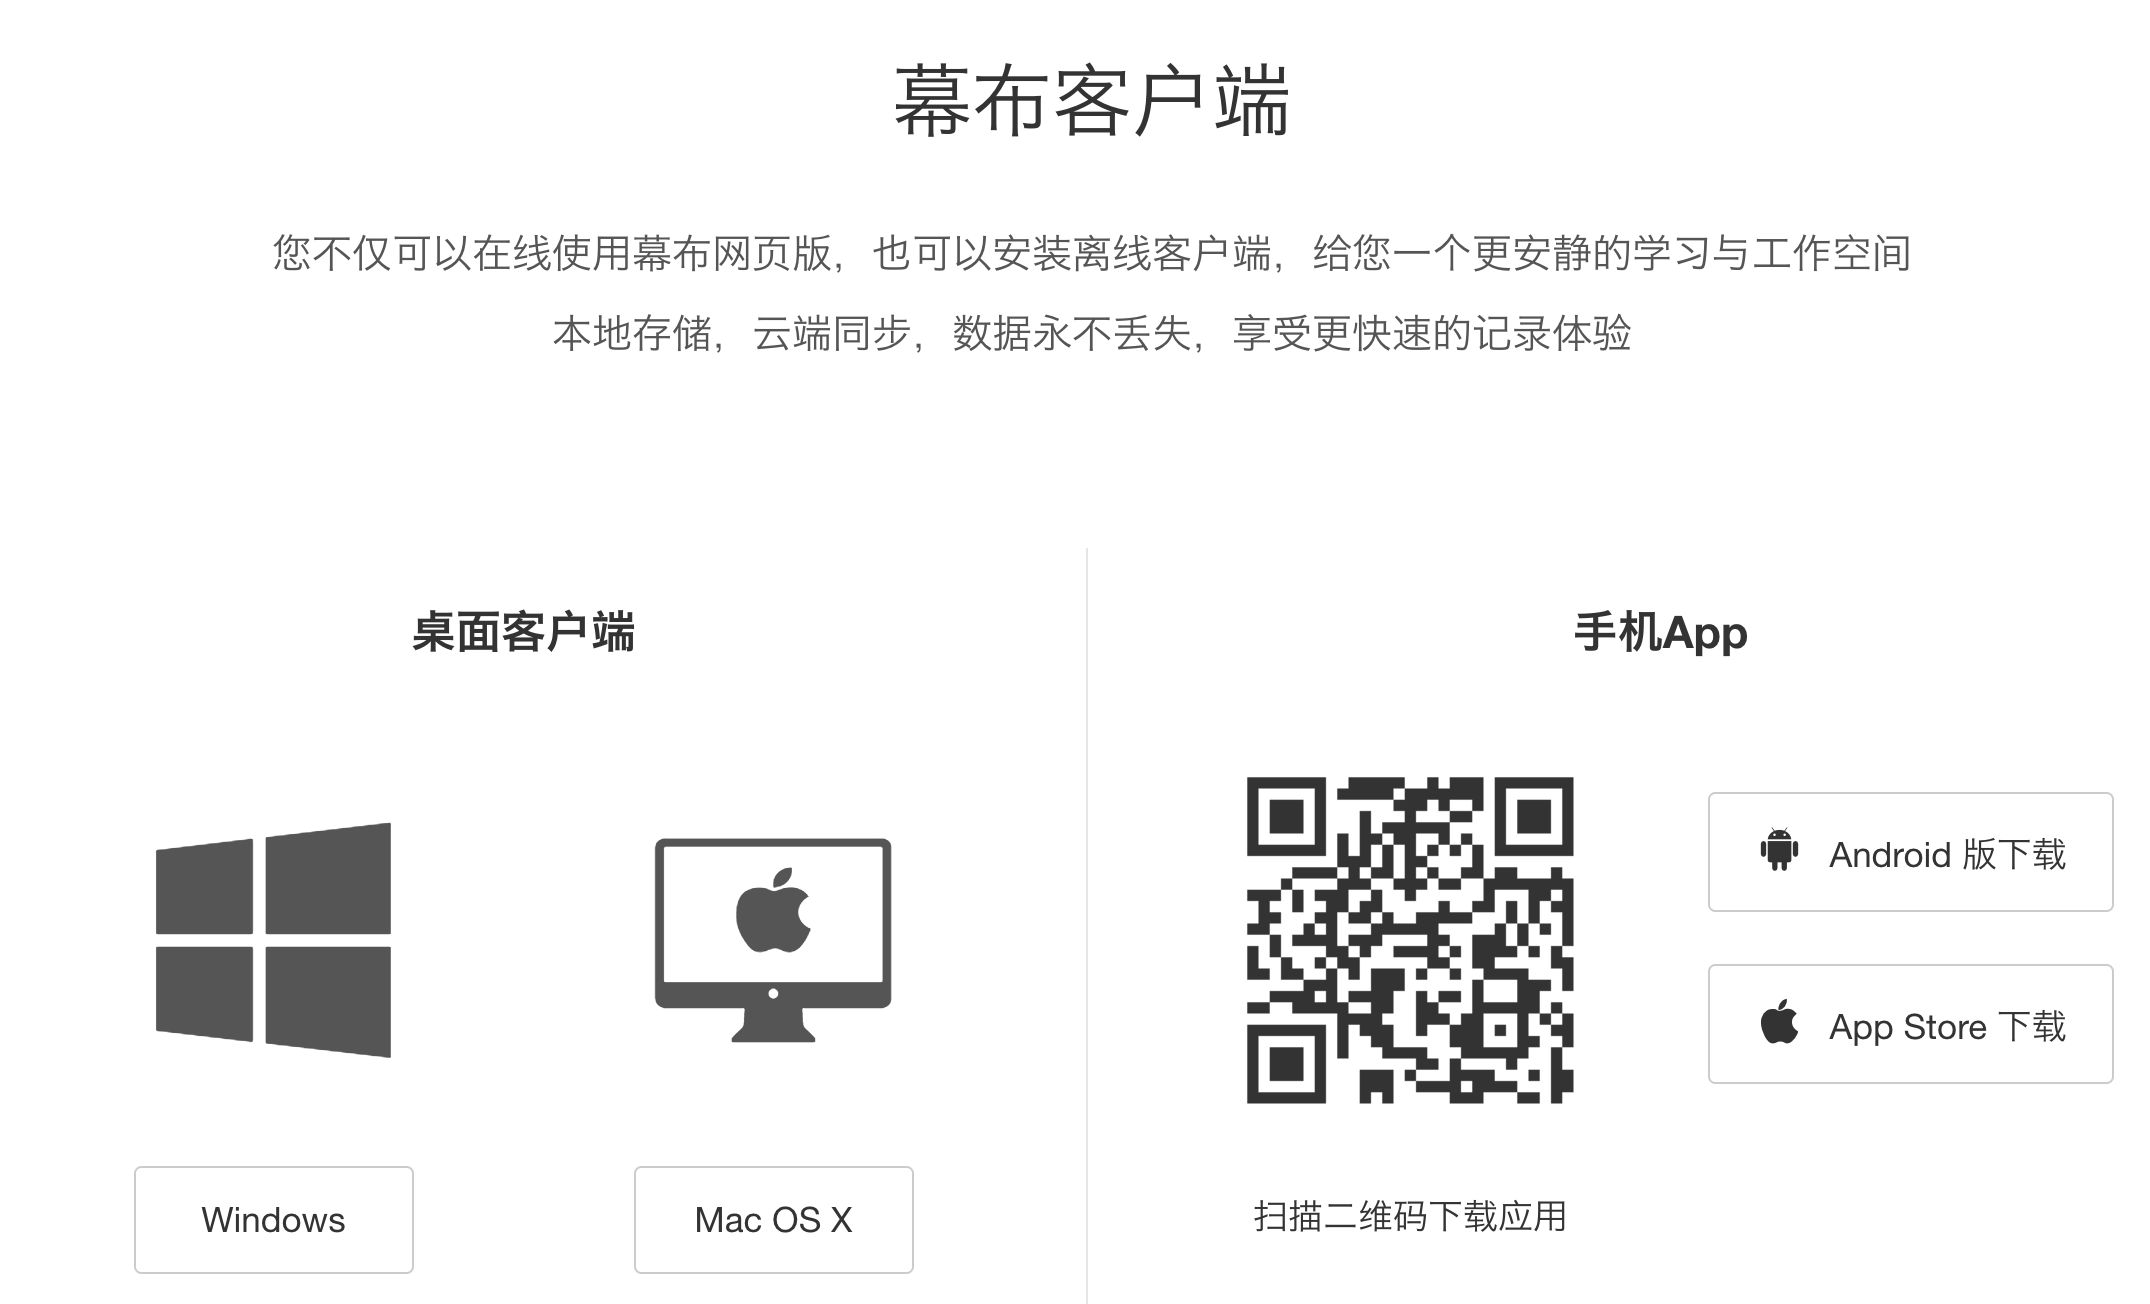 幕布客户端
您不仅可以在线使用幕布网页版，也可以安装离线客户端，给您一个更安静的学习与工作空间
本地存储，云端同步，数据永不丢失，享受更快速的记录体验
桌面客户端
Windows
Mac OS X
手机App
Android 版下载
App Store 下载
扫描二维码下载应用